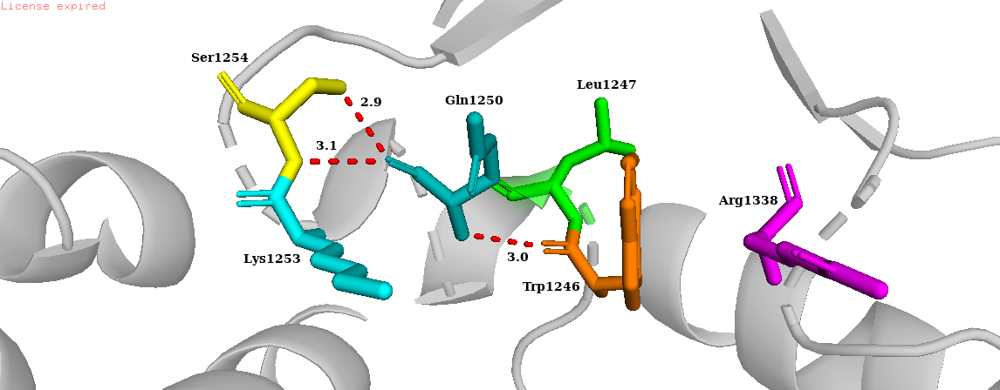 License expired
Ser1254
2.9
Leu1247
Gln1250
3.1
Arg1338
Lys1253
3.0
Trp1246